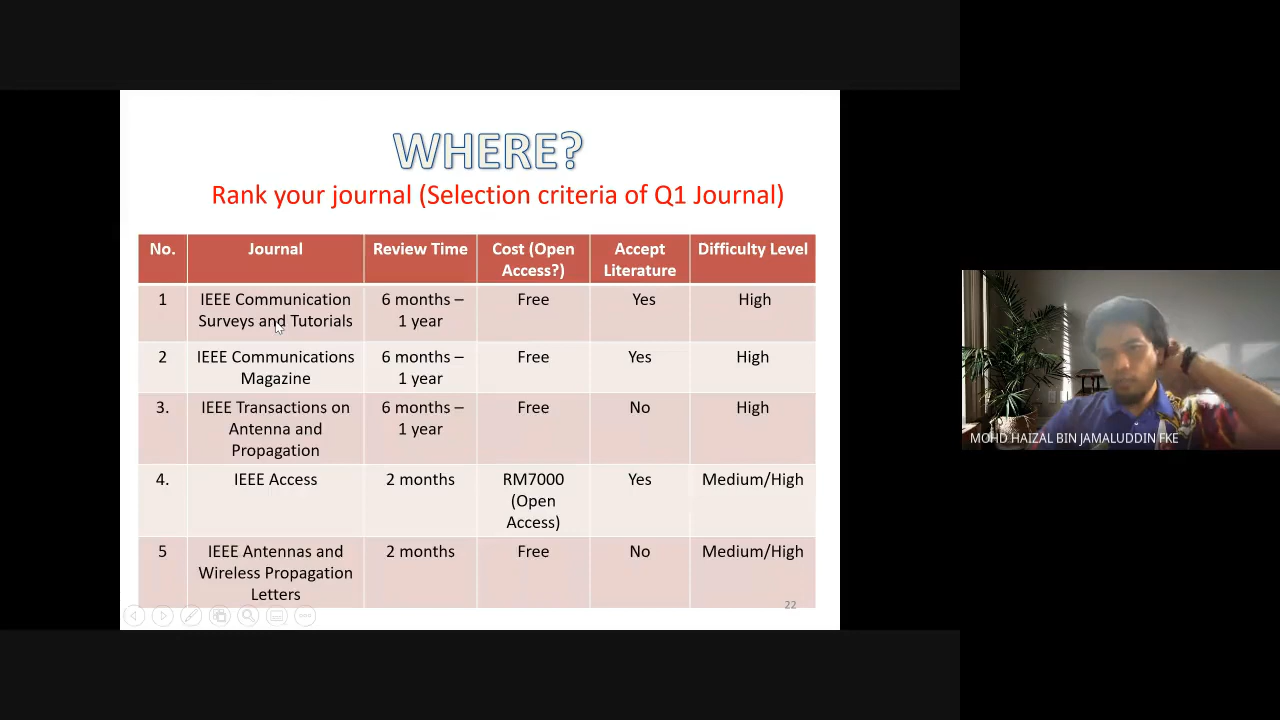 WHERE?
Rank your journal (Selection criteria of Q1 Journal)
No. Journal Review Time Cost (Open Access?) Accept Literature Difficulty Level
1 IEEE Communication Surveys and Tutorials 6 months – 1 year Free Yes High
2 IEEE Communications Magazine 6 months – 1 year Free Yes High
3. IEEE Transactions on Antenna and Propagation 6 months – 1 year Free No High
4. IEEE Access 2 months RM7000 (Open Access) Yes Medium/High
5 IEEE Antennas and Wireless Propagation Letters 2 months Free No Medium/High
22
MOHD HAIZAL BIN JAMALUDDIN FKE